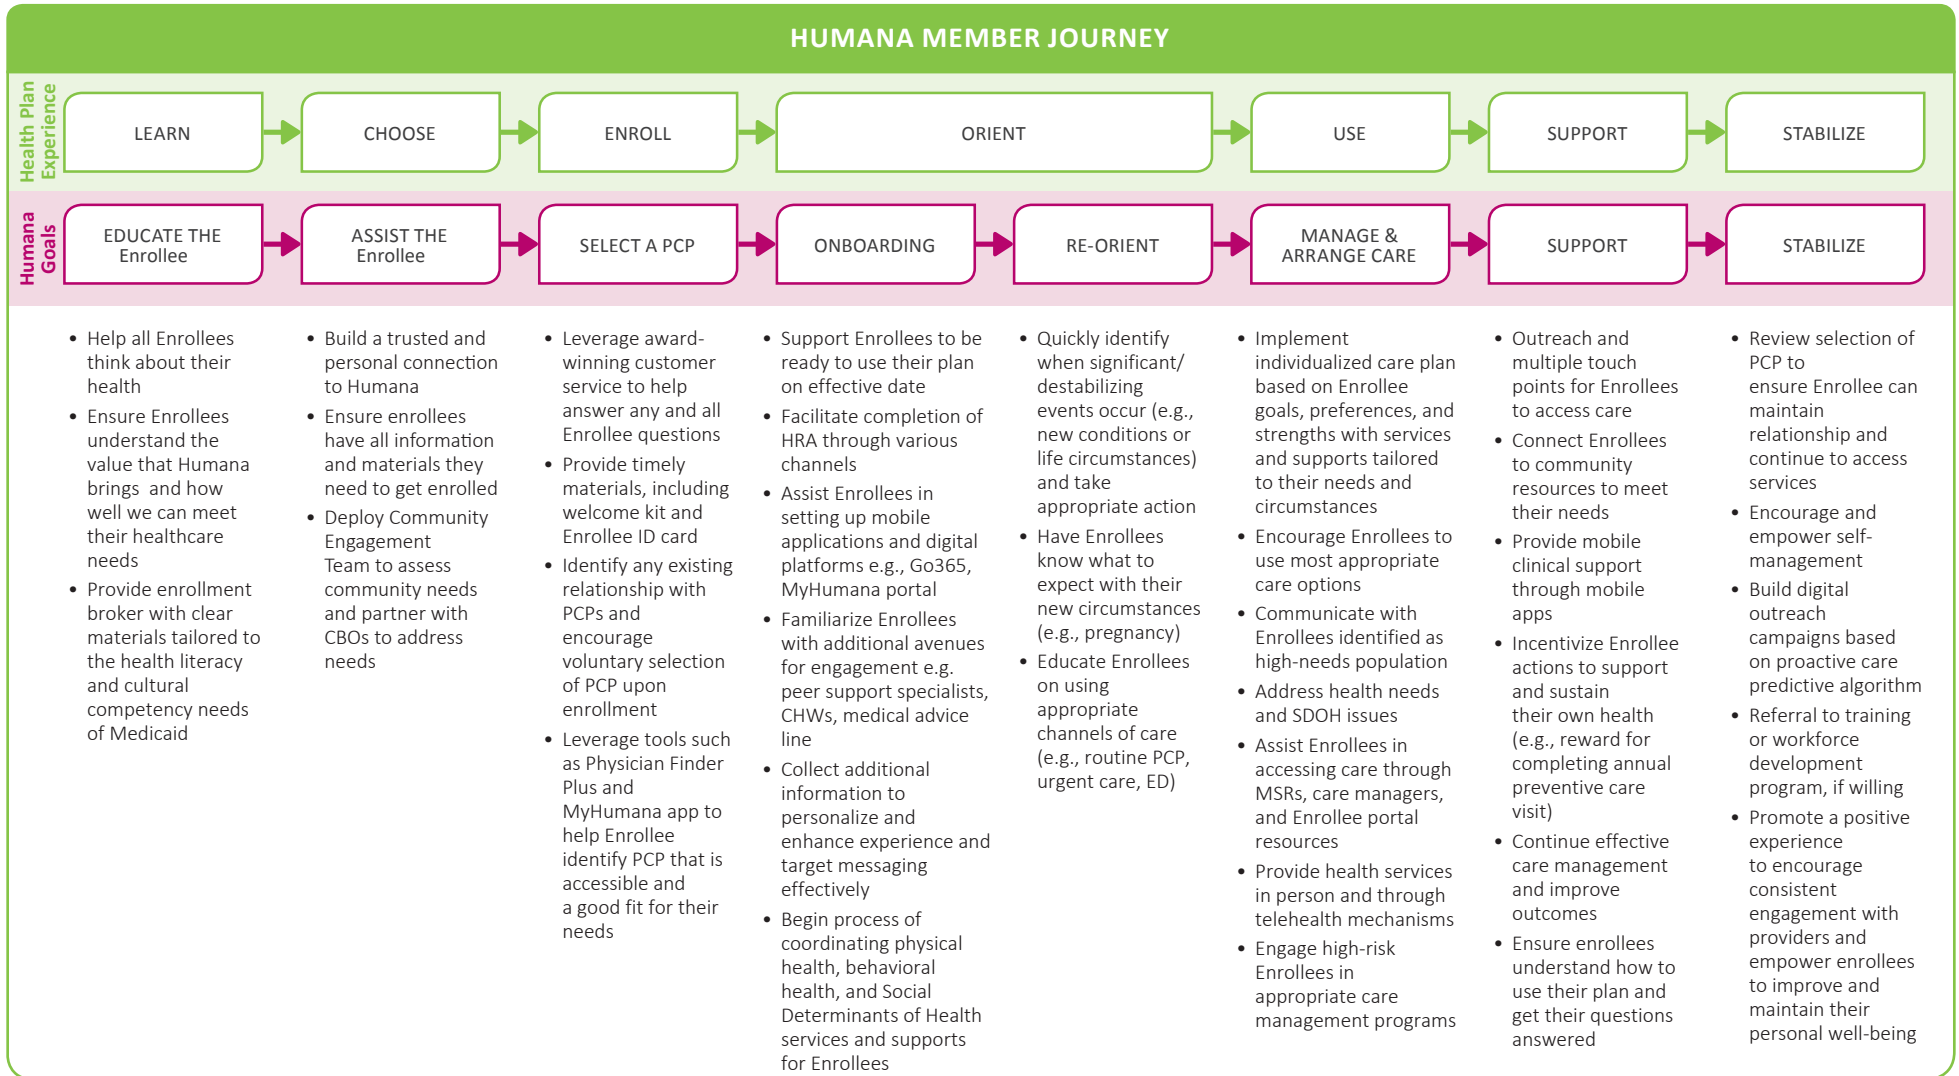 HUMANA MEMBER JOURNEY
Health Plan
Experience
LEARN
CHOOSE
ENROLL
ORIENT
USE
SUPPORT
STABILIZE
Humana
Goals
EDUCATE THE
Enrollee
ASSIST THE
Enrollee
SELECT A PCP
ONBOARDING
RE-ORIENT
MANAGE &
ARRANGE CARE
SUPPORT
STABILIZE
• Help all Enrollees
think about their
health
• Ensure Enrollees
understand the
value that Humana
brings and how
well we can meet
their healthcare
needs
• Provide enrollment
broker with clear
materials tailored to
the health literacy
and cultural
competency needs
of Medicaid
• Build a trusted and
personal connection
to Humana
• Ensure enrollees
have all information
and materials they
need to get enrolled
• Deploy Community
Engagement
Team to assess
community needs
and partner with
CBOs to address
needs
• Leverage award-
winning customer
service to help
answer any and all
Enrollee questions
• Provide timely
materials, including
welcome kit and
Enrollee ID card
• Identify any existing
relationship with
PCPs and
encourage
voluntary selection
of PCP upon
enrollment
• Leverage tools such
as Physician Finder
Plus and
MyHumana app to
help Enrollee
identify PCP that is
accessible and
a good fit for their
needs
• Support Enrollees to be
ready to use their plan
on effective date
• Facilitate completion of
HRA through various
channels
• Assist Enrollees in
setting up mobile
applications and digital
platforms e.g., Go365,
MyHumana portal
• Familiarize Enrollees
with additional avenues
for engagement e.g.
peer support specialists,
CHWs, medical advice
line
• Collect additional
information to
personalize and
enhance experience and
target messaging
effectively
• Begin process of
coordinating physical
health, behavioral
health, and Social
Determinants of Health
services and supports
for Enrollees
• Quickly identify
when significant/
destabilizing
events occur (e.g.,
new conditions or
life circumstances)
and take
appropriate action
• Have Enrollees
know what to
expect with their
new circumstances
(e.g., pregnancy)
• Educate Enrollees
on using
appropriate
channels of care
(e.g., routine PCP,
urgent care, ED)
• Implement
individualized care plan
based on Enrollee
goals, preferences, and
strengths with services
and supports tailored
to their needs and
circumstances
• Encourage Enrollees to
use most appropriate
care options
• Communicate with
Enrollees identified as
high-needs population
• Address health needs
and SDOH issues
• Assist Enrollees in
accessing care through
MSRs, care managers,
and Enrollee portal
resources
• Provide health services
in person and through
telehealth mechanisms
• Engage high-risk
Enrollees in
appropriate care
management programs
• Outreach and
multiple touch
points for Enrollees
to access care
• Connect Enrollees
to community
resources to meet
their needs
• Provide mobile
clinical support
through mobile
apps
• Incentivize Enrollee
actions to support
and sustain
their own health
(e.g., reward for
completing annual
preventive care
visit)
• Continue effective
care management
and improve
outcomes
• Ensure enrollees
understand how to
use their plan and
get their questions
answered
• Review selection of
PCP to
ensure Enrollee can
maintain
relationship and
continue to access
services
• Encourage and
empower self-
management
• Build digital
outreach
campaigns based
on proactive care
predictive algorithm
• Referral to training
or workforce
development
program, if willing
• Promote a positive
experience
to encourage
consistent
engagement with
providers and
empower enrollees
to improve and
maintain their
personal well-being